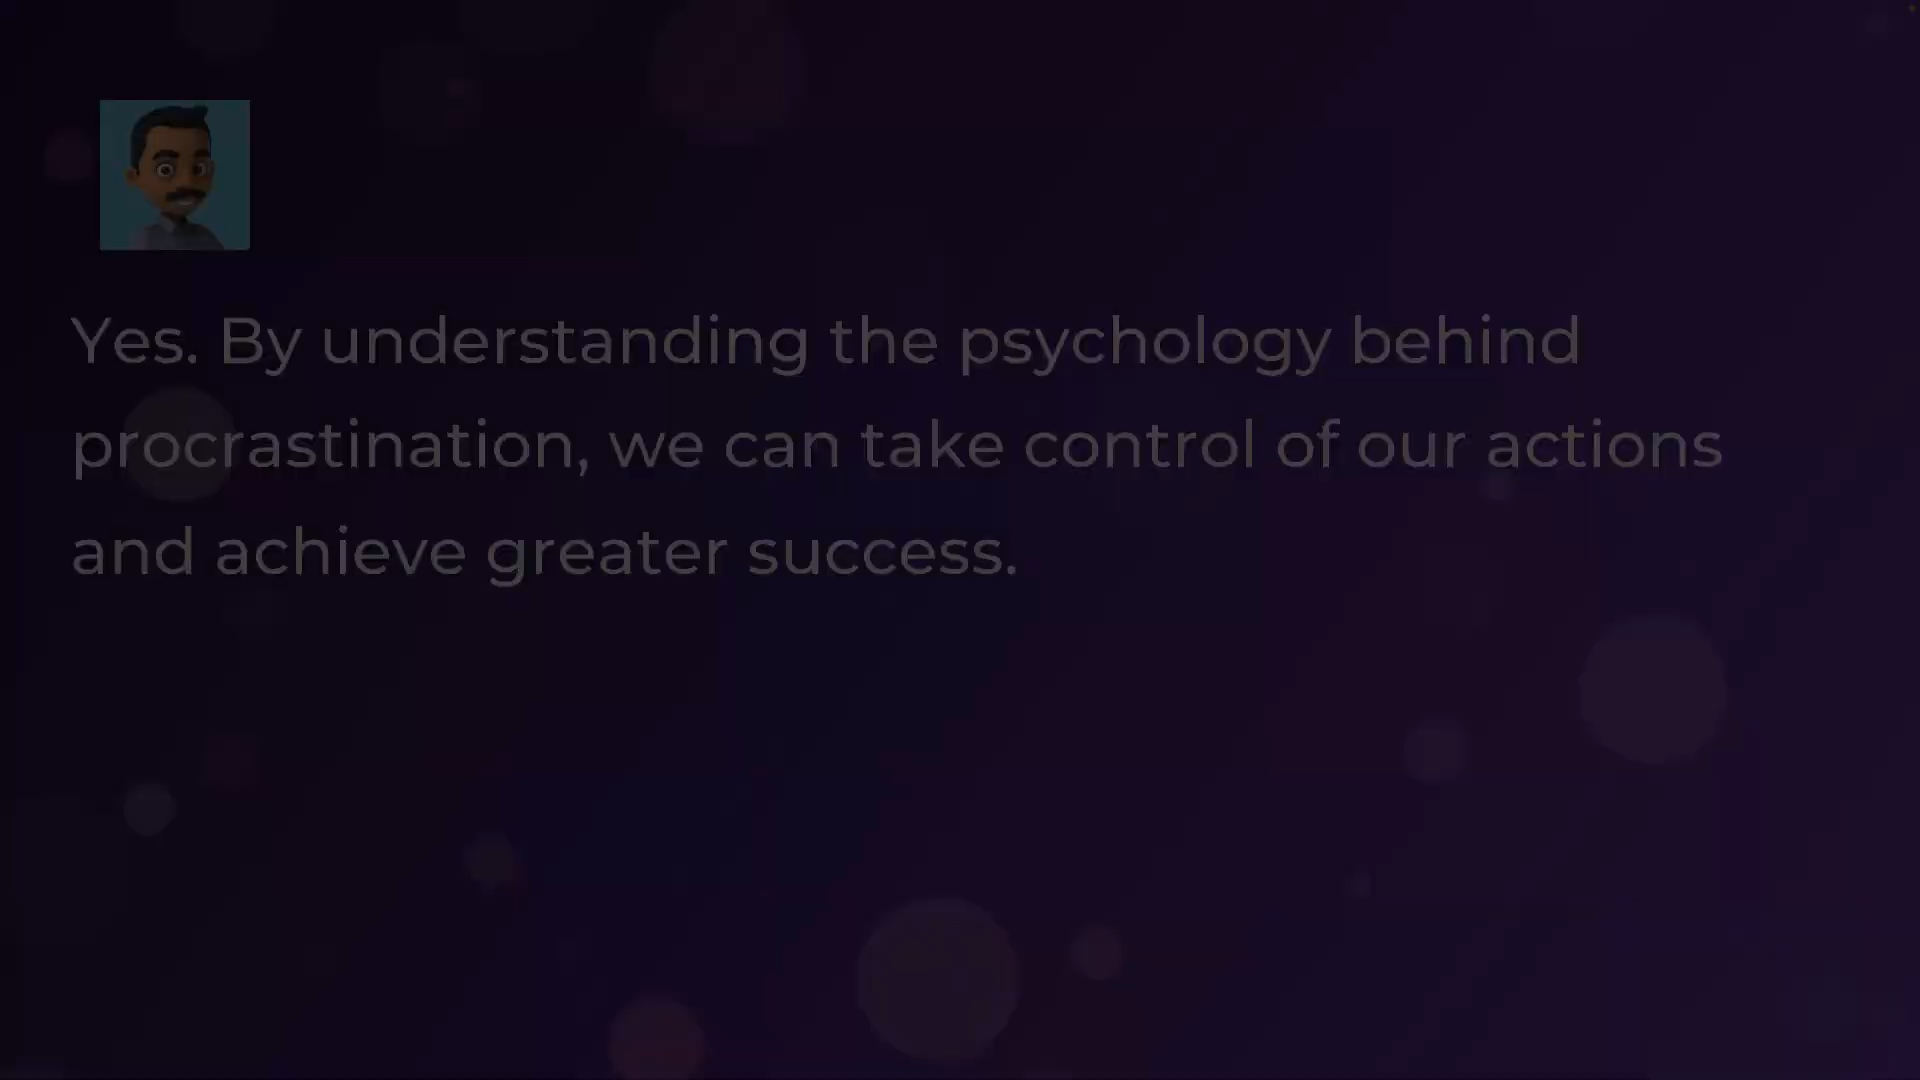 Yes. By understanding the psychology behind
procrastination, we can take control of our actions
and achieve greater success.